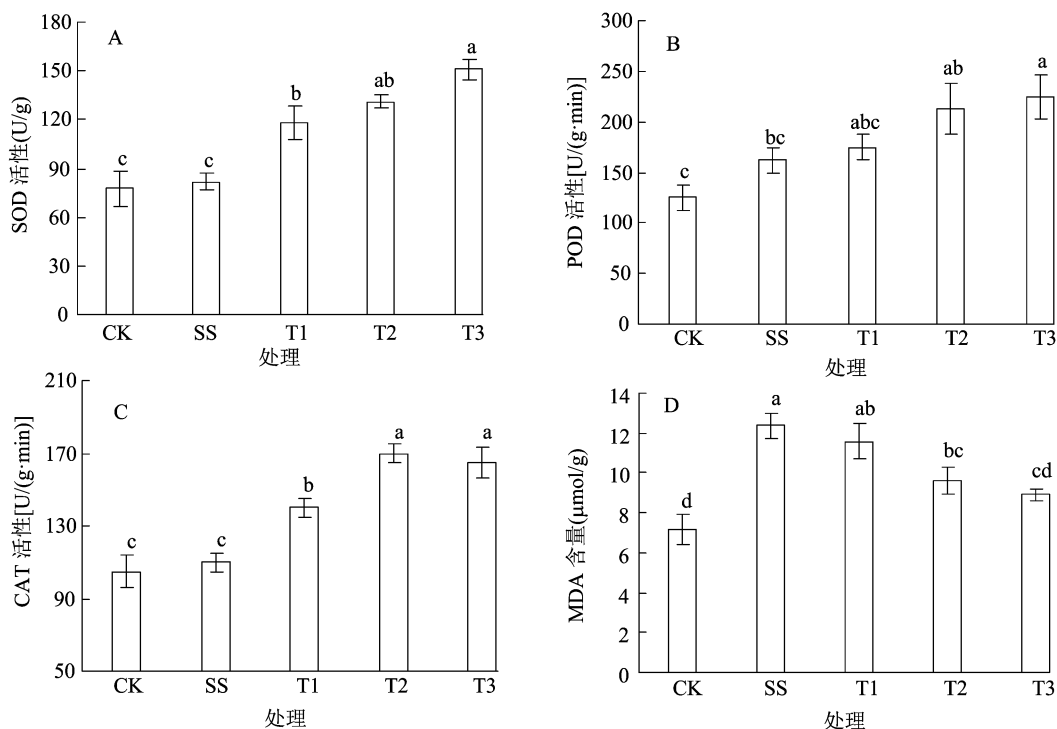 A
SOD 活性(U/g)
180
150
120
90
60
30
0
c
c
b
ab
a
CK SS T1 T2 T3
处理
B
POD 活性[U/(g·min)]
300
250
200
150
100
50
0
c
bc
abc
ab
a
CK SS T1 T2 T3
处理
C
CAT 活性[U/(g·min)]
210
170
130
90
50
c
c
b
a
a
CK SS T1 T2 T3
处理
D
MDA 含量(μmol/g)
14
12
10
8
6
4
2
0
d
a
ab
bc
cd
CK SS T1 T2 T3
处理